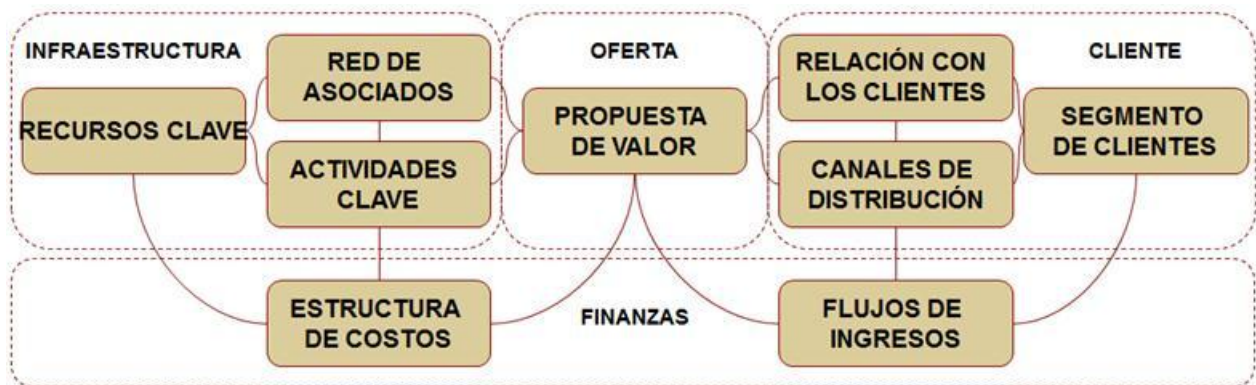 INFRAESTRUCTURA
RECURSOS CLAVE
RED DE
ASOCIADOS
ACTIVIDADES
CLAVE
OFERTA
PROPUESTA
DE VALOR
RELACIÓN CON
LOS CLIENTES
CANALES DE
DISTRIBUCIÓN
CLIENTE
SEGMENTO
DE CLIENTES
ESTRUCTURA
DE COSTOS
FINANZAS
FLUJOS DE
INGRESOS